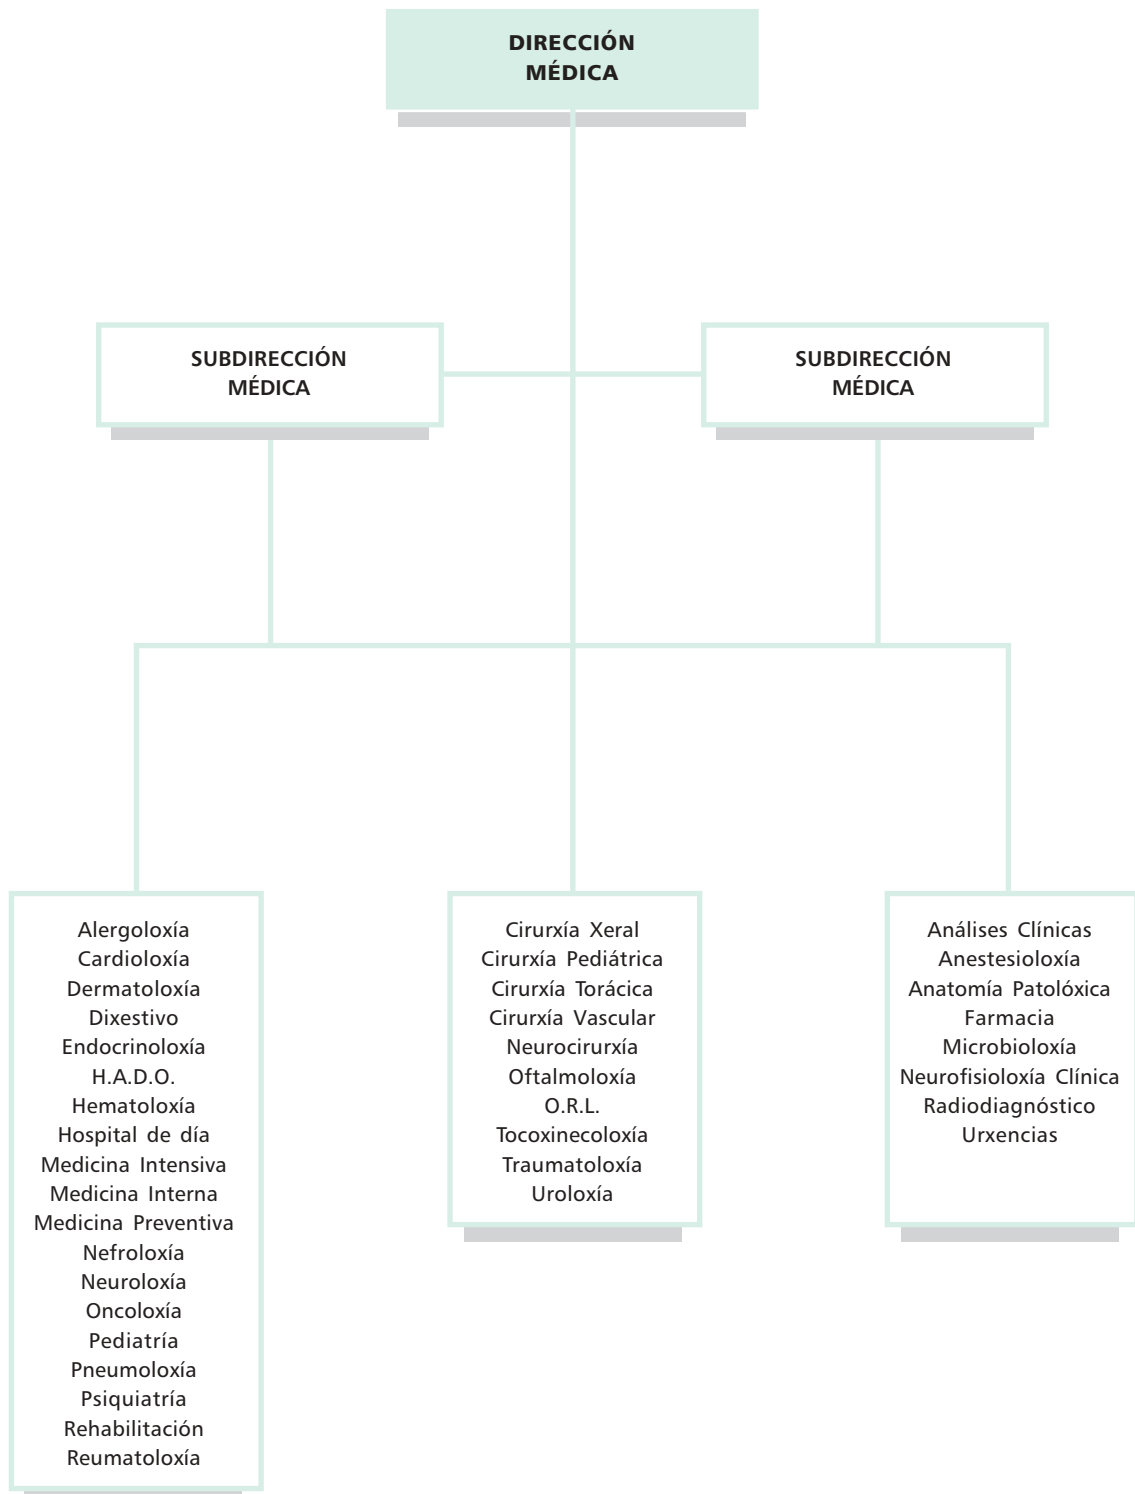 DIRECCIÓN
MÉDICA
SUBDIRECCIÓN
MÉDICA
SUBDIRECCIÓN
MÉDICA
Alergoloxía
Cardioloxía
Dermatoloxía
Dixestivo
Endocrinoloxía
H.A.D.O.
Hematoloxía
Hospital de día
Medicina Intensiva
Medicina Interna
Medicina Preventiva
Nefroloxía
Neuroloxía
Oncoloxía
Pediatría
Pneumoloxía
Psiquiatría
Rehabilitación
Reumatoloxía
Cirurxía Xeral
Cirurxía Pediátrica
Cirurxía Torácica
Cirurxía Vascular
Neurocirurxía
Oftalmoloxía
O.R.L.
Tocoxinecoloxía
Traumatoloxía
Uroloxía
Análises Clínicas
Anestesioloxía
Anatomía Patolóxica
Farmacia
Microbioloxía
Neurofisioloxía Clínica
Radiodiagnóstico
Urxencias